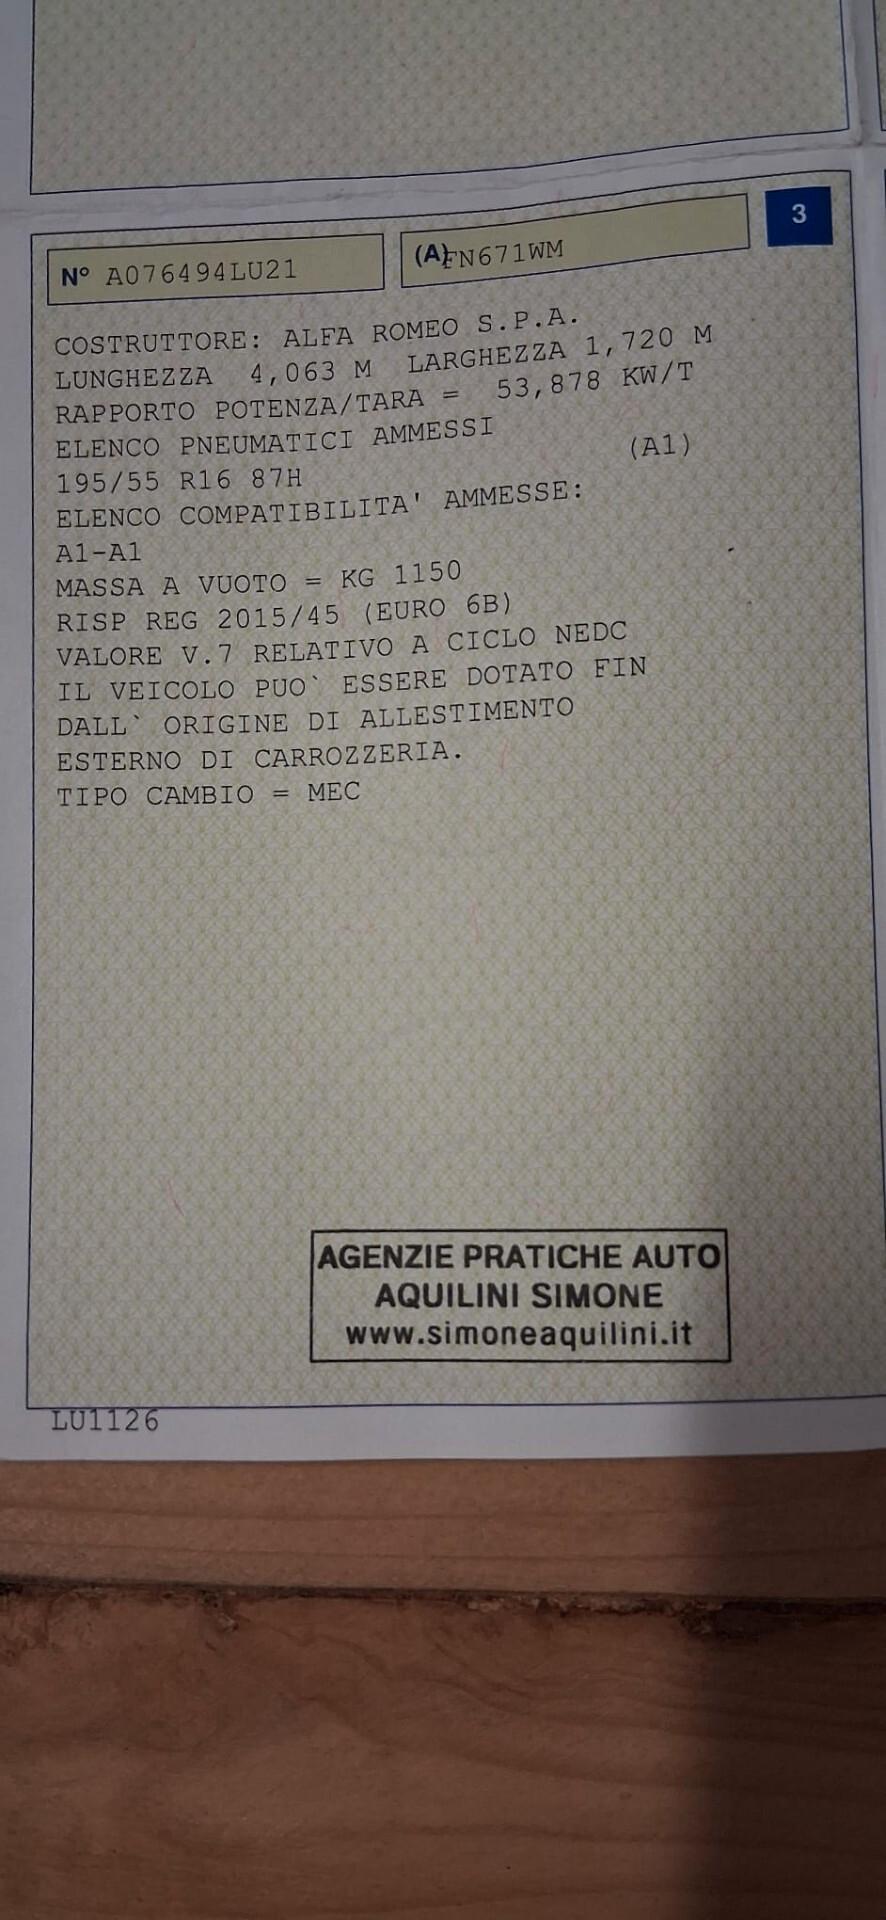 N° A076494LU21
(A) FN671WM
3
COSTRUTTORE: ALFA ROMEO S.P.A.
LUNGHEZZA 4,063 M LARGHEZZA 1,720 M
RAPPORTO POTENZA/TARA = 53,878 KW/T
ELENCO PNEUMATICI AMMESSI
195/55 R16 87H (A1)
ELENCO COMPATIBILITA' AMMESSE:
A1-A1
MASSA A VUOTO = KG 1150
RISP REG 2015/45 (EURO 6B)
VALORE V.7 RELATIVO A CICLO NEDC
IL VEICOLO PUO` ESSERE DOTATO FIN
DALL` ORIGINE DI ALLESTIMENTO
ESTERNO DI CARROZZERIA.
TIPO CAMBIO = MEC
AGENZIE PRATICHE AUTO
AQUILINI SIMONE
www.simoneaquilini.it
LU1126